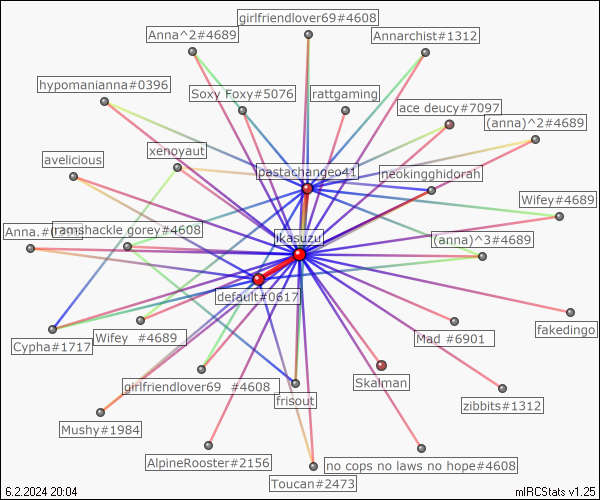 girlfriendlover69#4608
Anna^2#4689
Annarchist#1312
hypomanianna#0396
Soxy Foxy#5076
rattgaming
ace deucy#7097
(anna)^2#4689
xenoyaut
avelicious
pastachangeo41
neokingghidorah
Wifey#4689
Anna.#
ramshackle gorey#4608
ikasuzu
(anna)^3#4689
default#0617
fakedingo
Cypha#1717
Wifey  #4689
Mad #6901
girlfriendlover69  #4608
frisout
Skalman
zibbits#1312
Mushy#1984
AlpineRooster#2156
no cops no laws no hope#4608
Toucan#2473
6.2.2024 20:04
mIRCStats v1.25